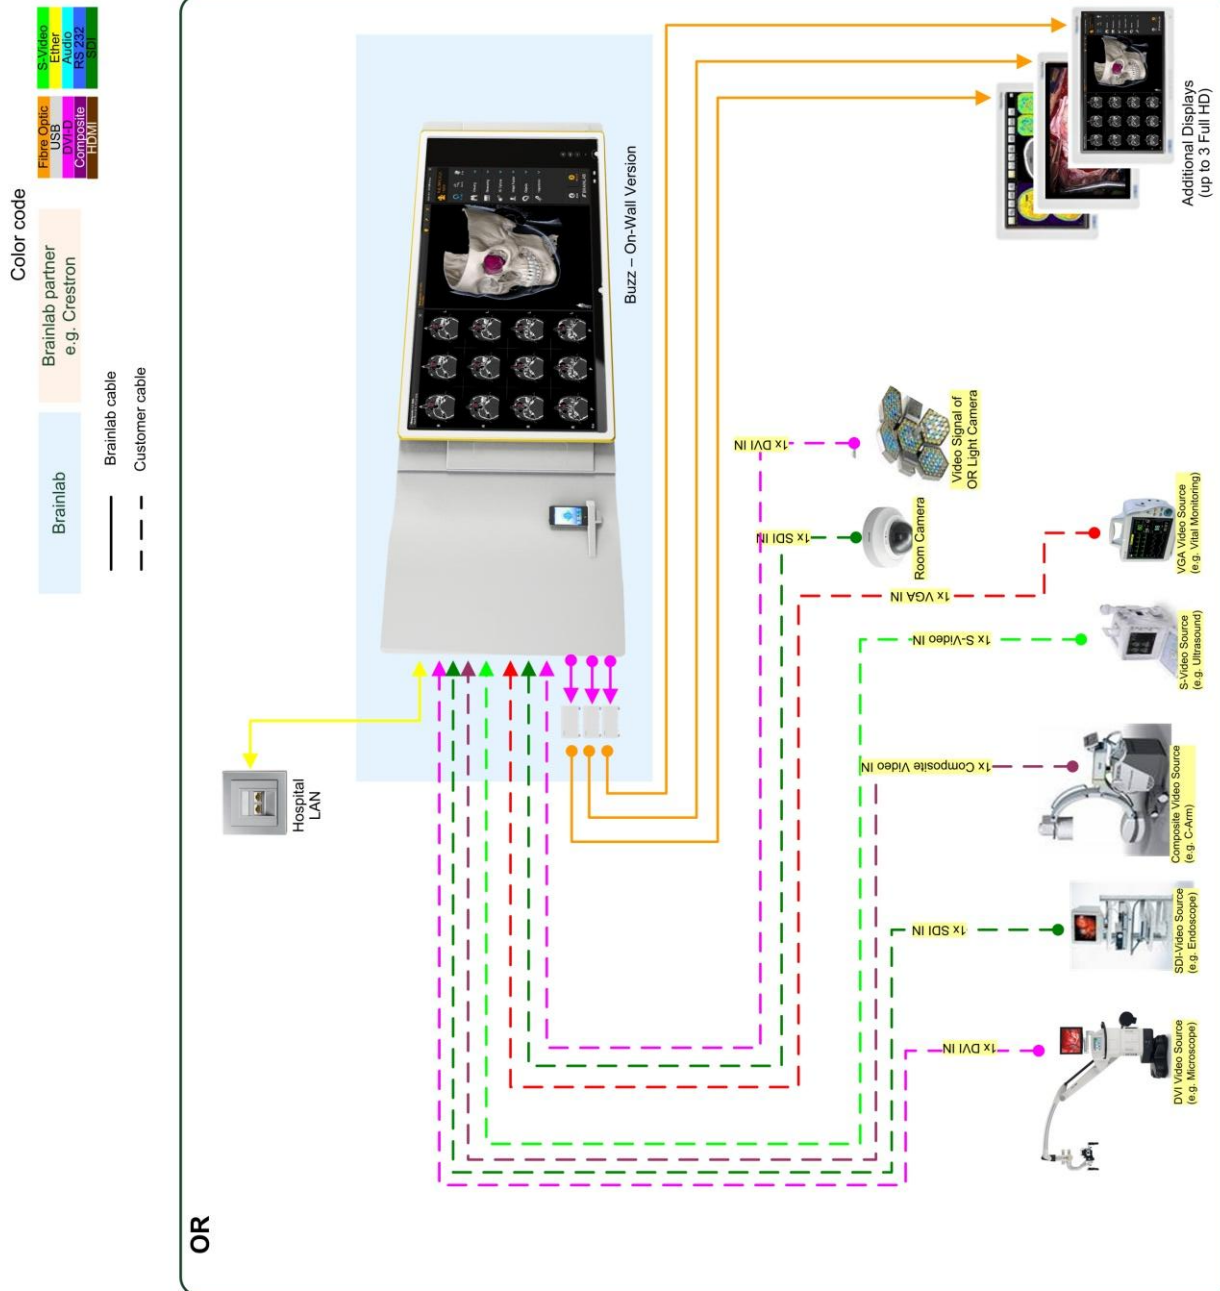 Color code
S-Video
Ether
Audio
RS 232
SDI
Fibre Optic
USB
DVI-D
Composite
HDMI
Brainlab partner
e.g. Crestron
Brainlab
Brainlab cable
Customer cable
OR
Hospital
LAN
Buzz – On-Wall Version
Additional Displays
(up to 3 Full HD)
1x DVI IN
Video Signal of
OR Light Camera
1x SDI IN
Room Camera
1x VGA IN
VGA Video Source
(e.g. Vital Monitoring)
1x S-Video IN
S-Video Source
(e.g. Ultrasound)
1x Composite Video IN
Composite Video Source
(e.g. C-Arm)
1x SDI IN
SDI-Video Source
(e.g. Endoscope)
1x DVI IN
DVI Video Source
(e.g. Microscope)